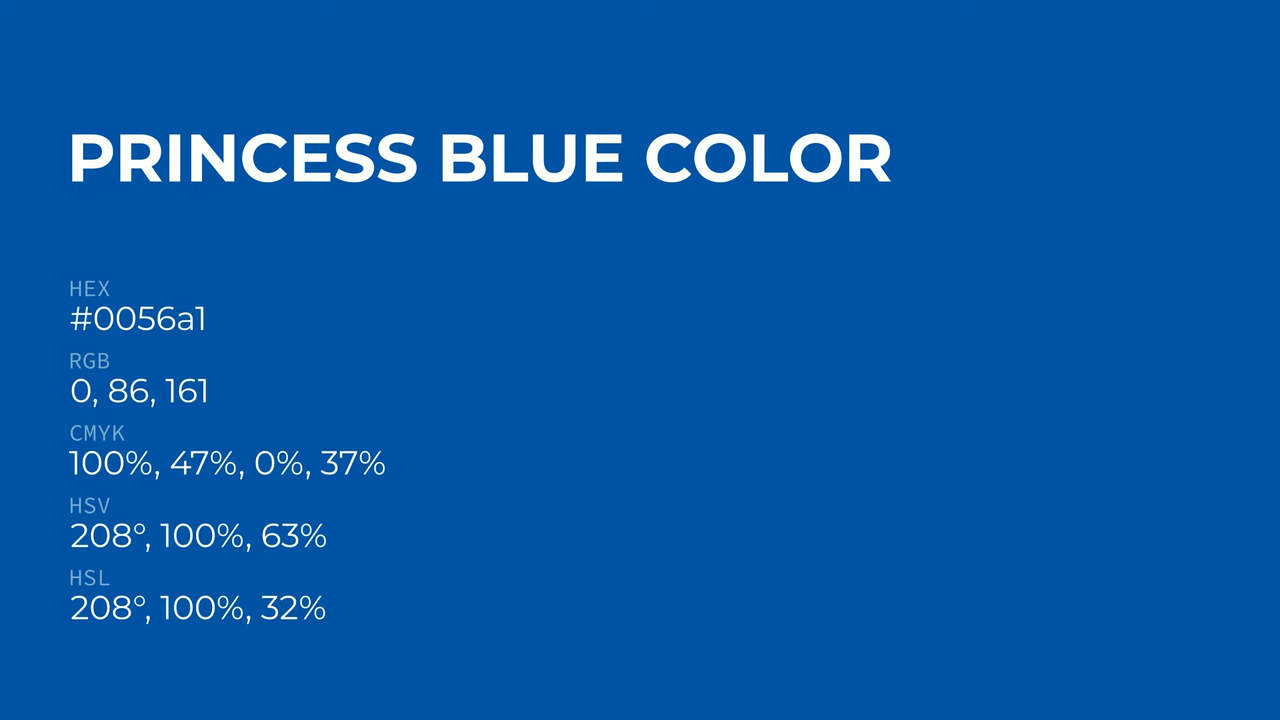 PRINCESS BLUE COLOR
HEX
#0056a1
RGB
0, 86, 161
CMYK
100%, 47%, 0%, 37%
HSV
208°, 100%, 63%
HSL
208°, 100%, 32%